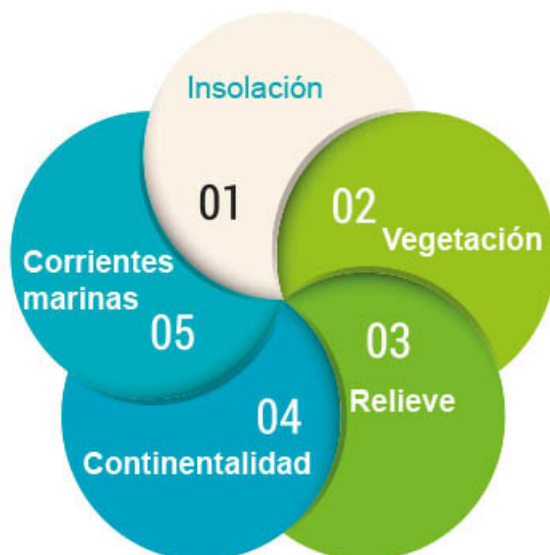 Insolación
01
02
Vegetación
03
Relieve
04
Continentalidad
Corrientes
marinas
05